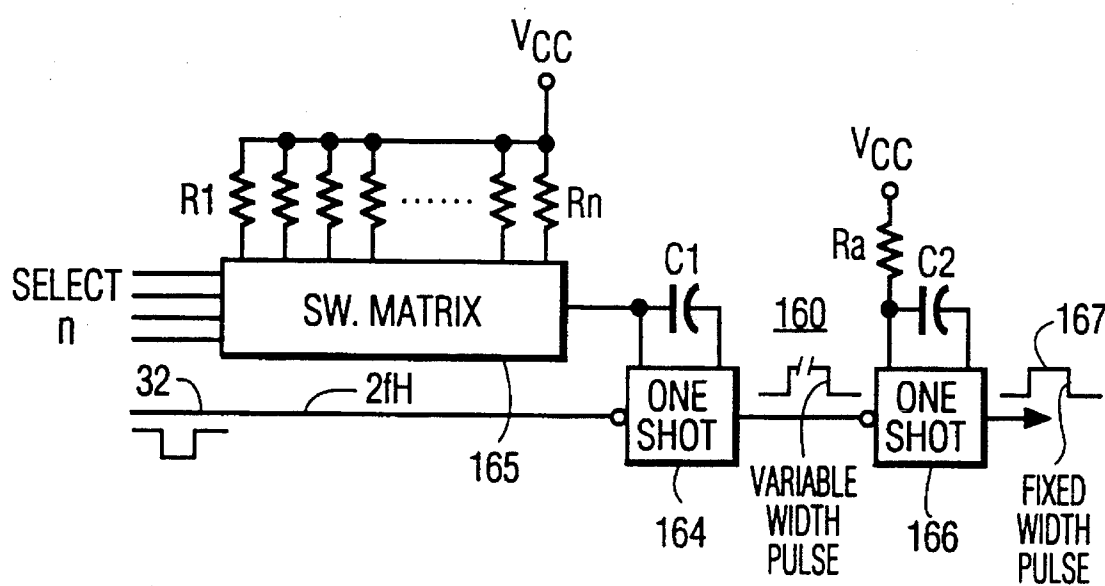 VCC
VCC
R1
Rn
Ra
C1
C2
SELECT
n
SW. MATRIX
160
167
32
2fH
ONE
SHOT
ONE
SHOT
165
164
VARIABLE
WIDTH
PULSE
166
FIXED
WIDTH
PULSE